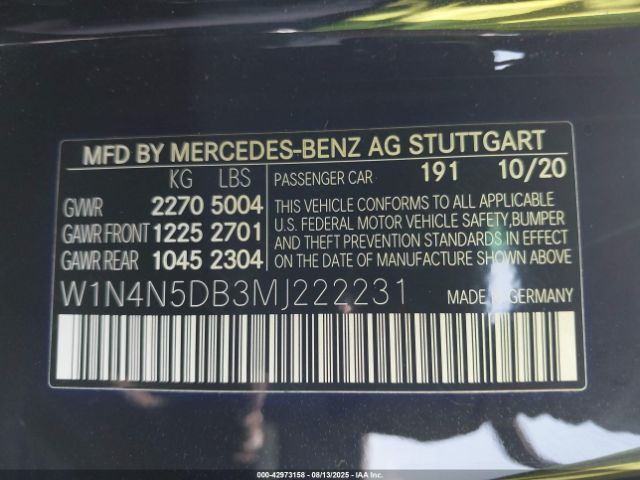 MFD BY MERCEDES-BENZ AG STUTTGART
KG LBS
GVWR 2270 5004
GAWR FRONT 1225 2701
GAWR REAR 1045 2304
PASSENGER CAR 191 10/20
THIS VEHICLE CONFORMS TO ALL APPLICABLE
U.S. FEDERAL MOTOR VEHICLE SAFETY, BUMPER
AND THEFT PREVENTION STANDARDS IN EFFECT
ON THE DATE OF MANUFACTURE SHOWN ABOVE
W1N4N5DB3MJ222231 MADE IN GERMANY
000-42973158 - 08/13/2025 - IAA Inc.